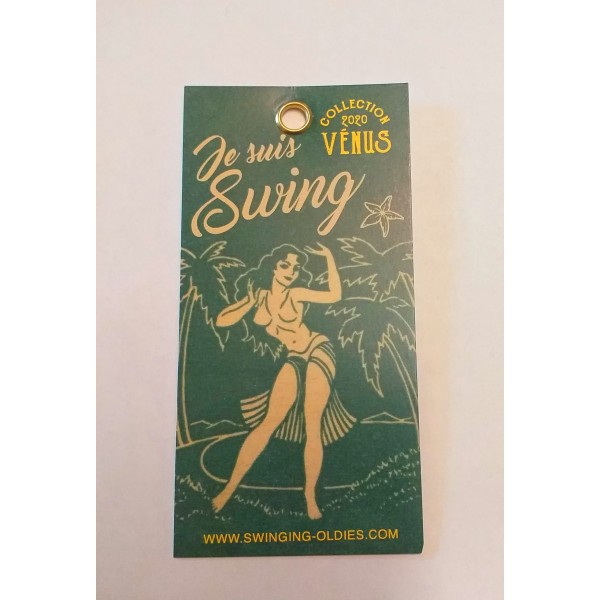 COLLECTION
2020
VÉNUS
Je suis
Swing
WWW.SWINGING-OLDIES.COM